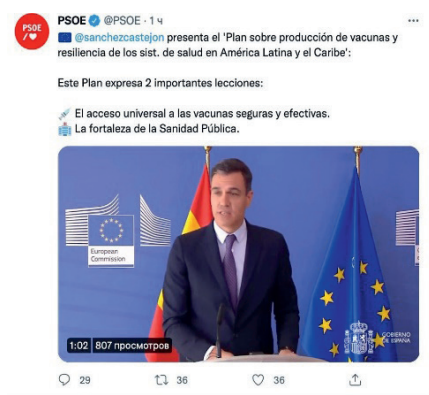 PSOE
PSOE @PSOE · 1 ч
@sanchezcastejon presenta el 'Plan sobre producción de vacunas y
resiliencia de los sist. de salud en América Latina y el Caribe':
Este Plan expresa 2 importantes lecciones:
El acceso universal a las vacunas seguras y efectivas.
La fortaleza de la Sanidad Pública.
European
Commission
GOBIERNO
DE ESPAÑA
1:02 807 просмотров
29 36 36